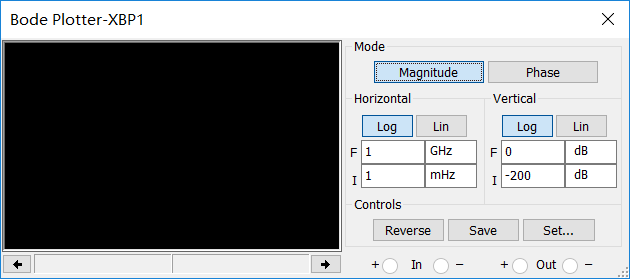 Bode Plotter-XBP1
Mode
Magnitude Phase
Horizontal Vertical
Log Lin Log Lin
F 1 GHz F 0 dB
I 1 mHz I -200 dB
Controls
Reverse Save Set...
+ In − + Out −